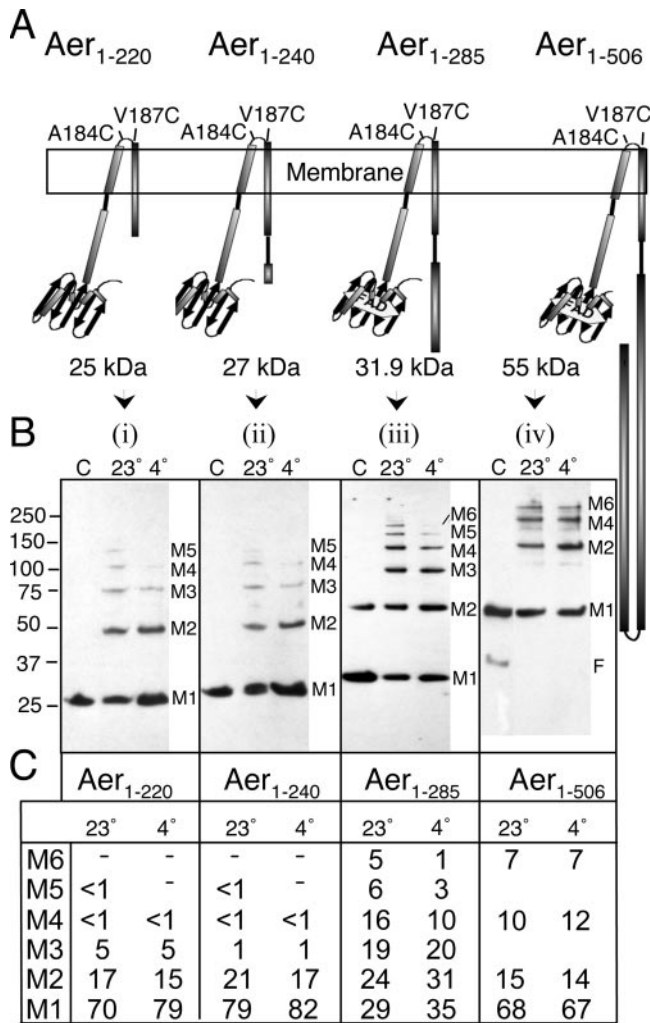 A
Aer1-220 Aer1-240 Aer1-285 Aer1-506
V187C V187C V187C V187C
A184C A184C A184C A184C
Membrane
FAD FAD
25 kDa 27 kDa 31.9 kDa 55 kDa
B (i) (ii) (iii) (iv)
C 23° 4° C 23° 4° C 23° 4° C 23° 4°
250
150
100
75
50
37
25
M5
M4
M3
M2
M1
M5
M4
M3
M2
M1
M6
M5
M4
M3
M2
M1
M6
M4
M2
M1
F
C Aer1-220 Aer1-240 Aer1-285 Aer1-506
23° 4° 23° 4° 23° 4° 23° 4°
M6 - - - - 5 1 7 7
M5 <1 - <1 - 6 3
M4 <1 <1 <1 <1 16 10 10 12
M3 5 5 1 1 19 20
M2 17 15 21 17 24 31 15 14
M1 70 79 79 82 29 35 68 67